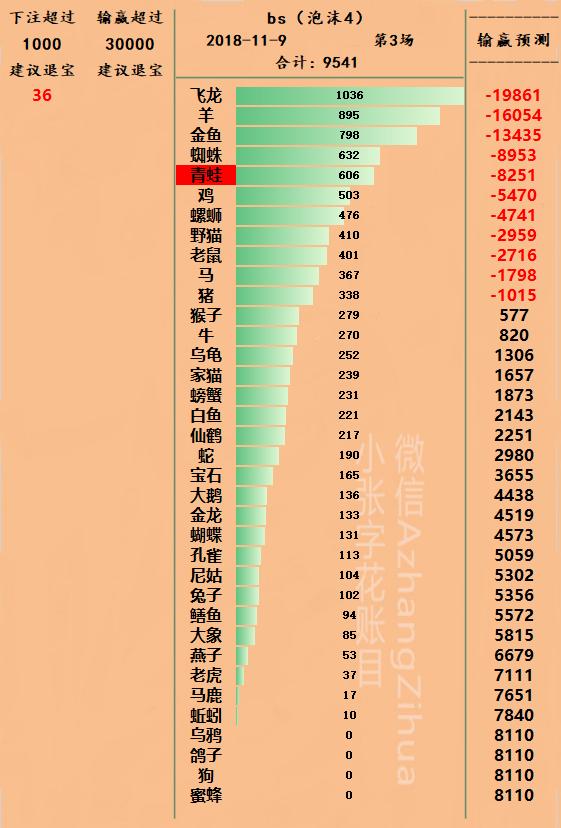 下注超过 输赢超过
1000 30000
建议退宝 建议退宝
36
bs（泡沫4）
2018-11-9 第3场
合计：9541
输赢预测
飞龙 1036 -19861
羊 895 -16054
金鱼 798 -13435
蜘蛛 632 -8953
青蛙 606 -8251
鸡 503 -5470
螺蛳 476 -4741
野猫 410 -2959
老鼠 401 -2716
马 367 -1798
猪 338 -1015
猴子 279 577
牛 270 820
乌龟 252 1306
家猫 239 1657
螃蟹 231 1873
白鱼 221 2143
仙鹤 217 2251
蛇 190 2980
宝石 165 3655
大鹅 136 4438
金龙 133 4519
蝴蝶 131 4573
孔雀 113 5059
尼姑 104 5302
兔子 102 5356
鳝鱼 94 5572
大象 85 5815
燕子 53 6679
老虎 37 7111
马鹿 17 7651
蚯蚓 10 7840
乌鸦 0 8110
鸽子 0 8110
狗 0 8110
蜜蜂 0 8110
微信AzhangZihua
小张字花账目